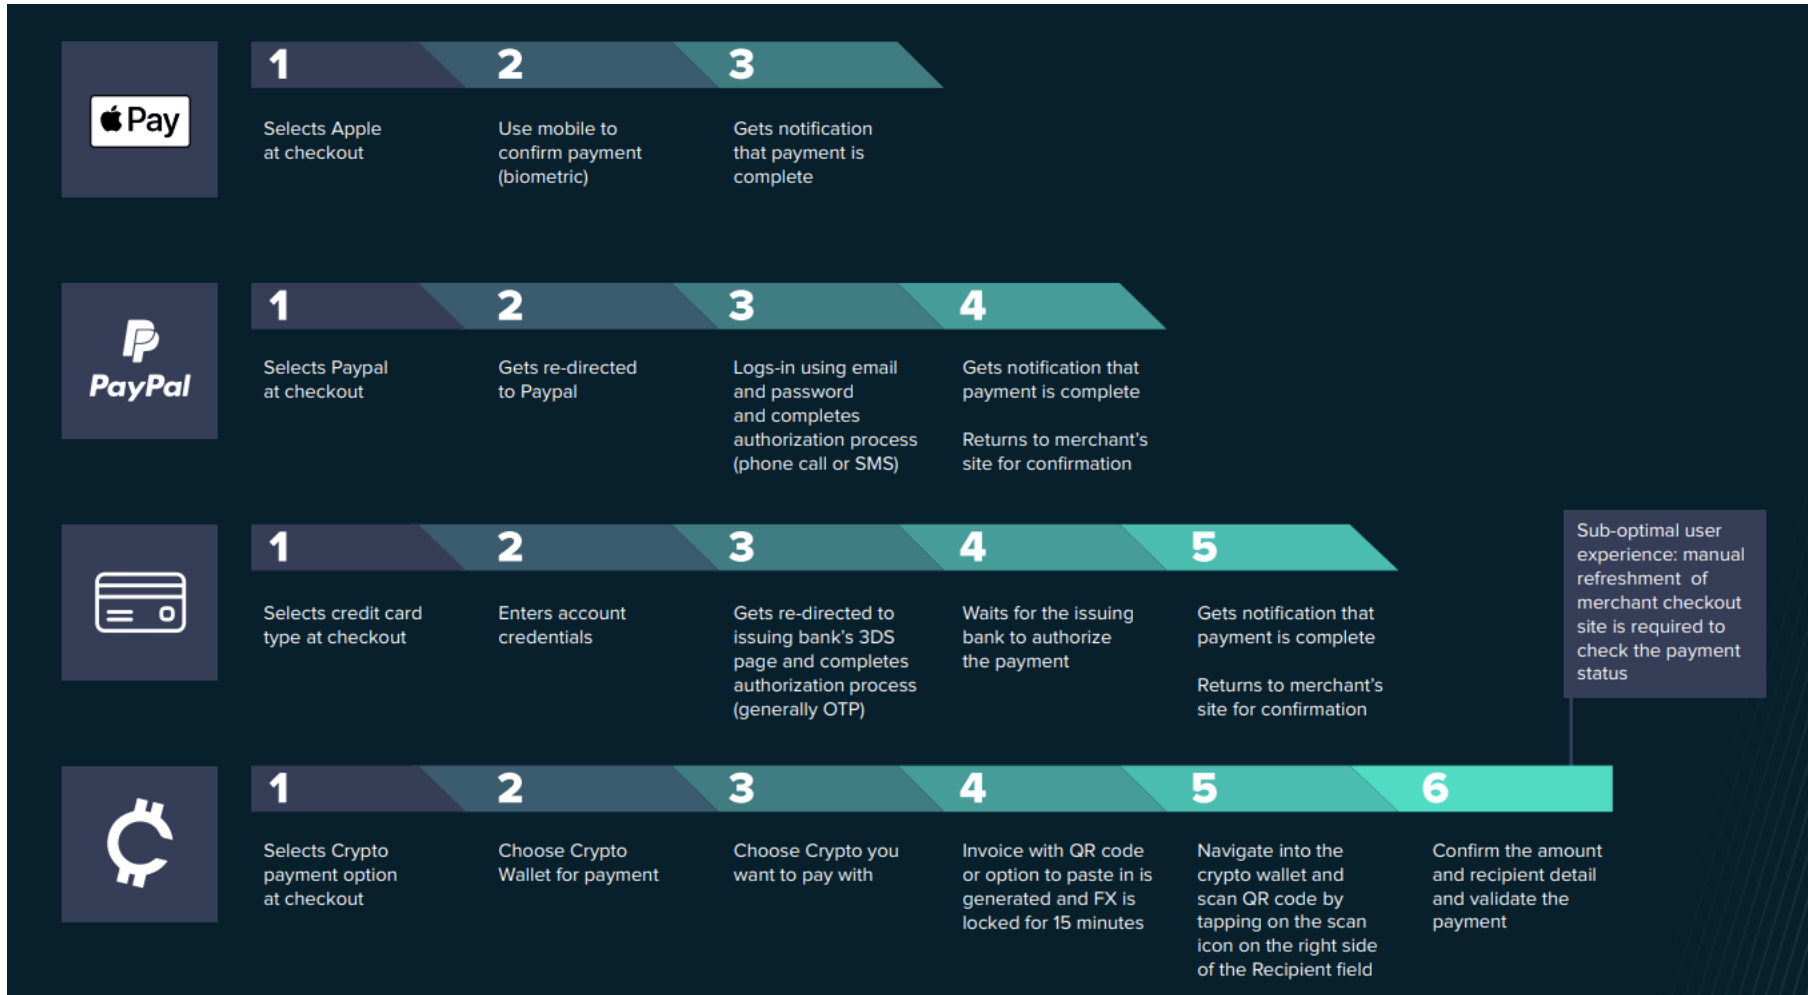 Pay
1
2
3
Selects Apple
at checkout
Use mobile to
confirm payment
(biometric)
Gets notification
that payment is
complete
PayPal
1
2
3
4
Selects Paypal
at checkout
Gets re-directed
to Paypal
Logs-in using email
and password
and completes
authorization process
(phone call or SMS)
Gets notification that
payment is complete
Returns to merchant's
site for confirmation
1
2
3
4
5
Selects credit card
type at checkout
Enters account
credentials
Gets re-directed to
issuing bank's 3DS
page and completes
authorization process
(generally OTP)
Waits for the issuing
bank to authorize
the payment
Gets notification that
payment is complete
Returns to merchant's
site for confirmation
Sub-optimal user
experience: manual
refreshment of
merchant checkout
site is required to
check the payment
status
1
2
3
4
5
6
Selects Crypto
payment option
at checkout
Choose Crypto
Wallet for payment
Choose Crypto you
want to pay with
Invoice with QR code
or option to paste in is
generated and FX is
locked for 15 minutes
Navigate into the
crypto wallet and
scan QR code by
tapping on the scan
icon on the right side
of the Recipient field
Confirm the amount
and recipient detail
and validate the
payment